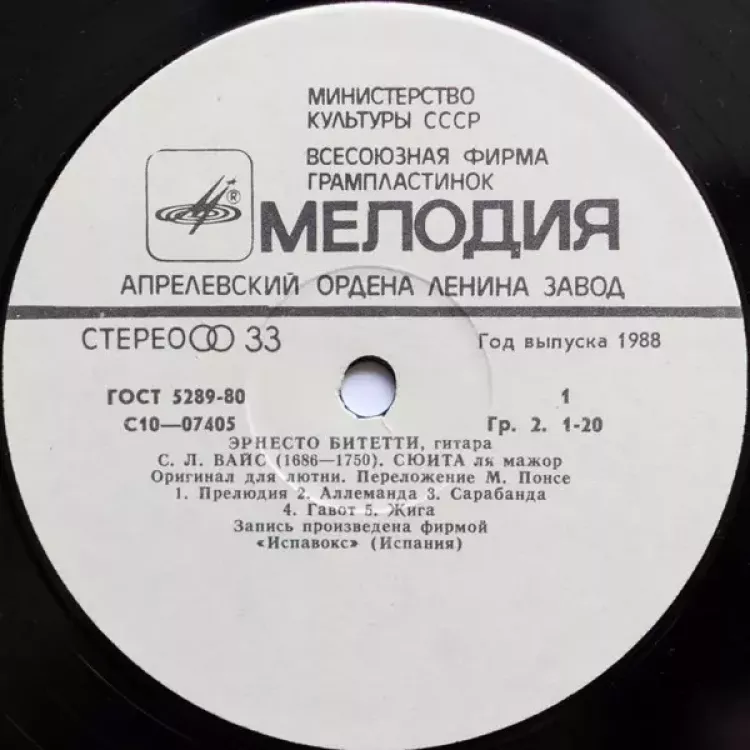 МИНИСТЕРСТВО
КУЛЬТУРЫ СССР
ВСЕСОЮЗНАЯ ФИРМА
ГРАМПЛАСТИНОК
®
МЕЛОДИЯ
АПРЕЛЕВСКИЙ ОРДЕНА ЛЕНИНА ЗАВОД
СТЕРЕО 33 Год выпуска 1988
ГОСТ 5289-80 1
С10—07405 Гр. 2. 1-20
ЭРНЕСТО БИТЕТТИ, гитара
С. Л. ВАЙС (1686—1750). СЮИТА ля мажор
Оригинал для лютни. Переложение М. Понсе
1. Прелюдия 2. Аллеманда 3. Сарабанда
4. Гавот 5. Жига
Запись произведена фирмой
«Испавокс» (Испания)